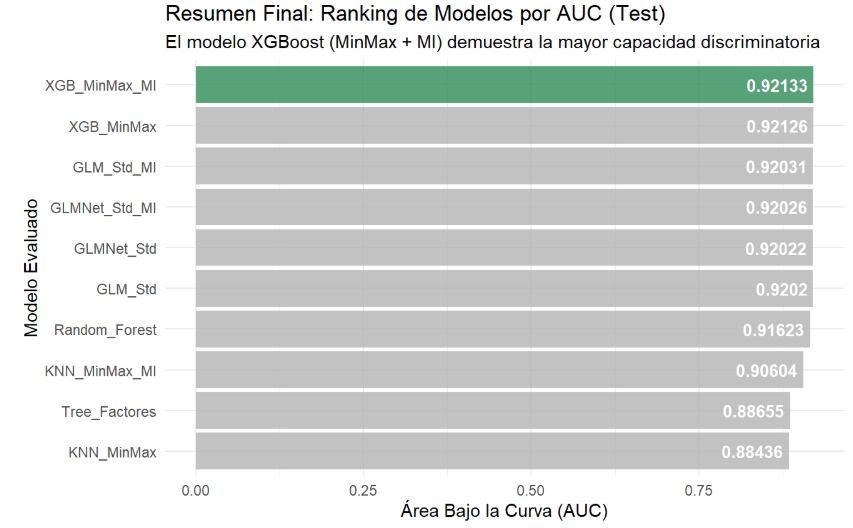 Resumen Final: Ranking de Modelos por AUC (Test)
El modelo XGBoost (MinMax + MI) demuestra la mayor capacidad discriminatoria
Modelo Evaluado
XGB_MinMax_MI 0.92133
XGB_MinMax 0.92126
GLM_Std_MI 0.92031
GLMNet_Std_MI 0.92026
GLMNet_Std 0.92022
GLM_Std 0.9202
Random_Forest 0.91623
KNN_MinMax_MI 0.90604
Tree_Factores 0.88655
KNN_MinMax 0.88436
0.00 0.25 0.50 0.75
Área Bajo la Curva (AUC)